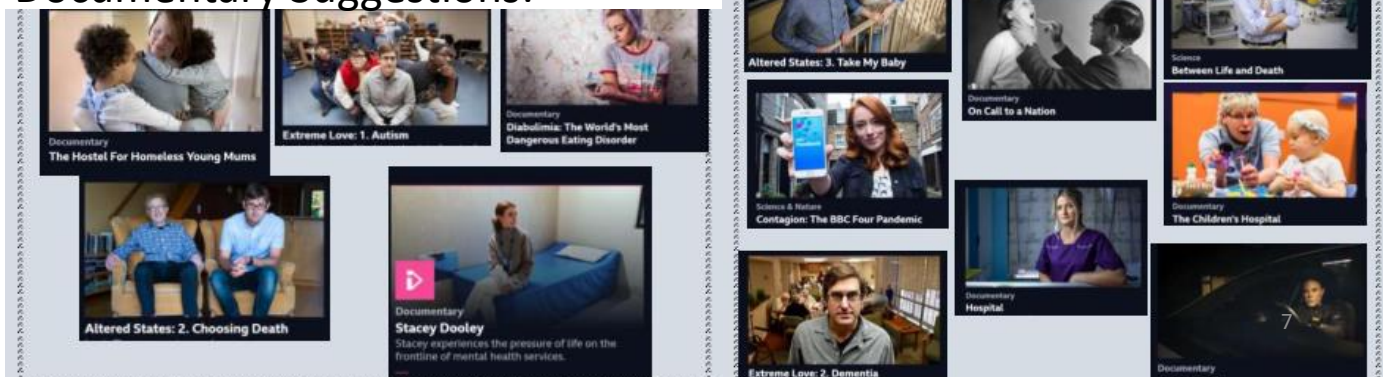 Documentary Suggestions:
Documentary
The Hostel For Homeless Young Mums
Extreme Love: 1. Autism
Documentary
Diabulimia: The World's Most
Dangerous Eating Disorder
Altered States: 2. Choosing Death
Documentary
Stacey Dooley
Stacey experiences the pressure of life on the
frontline of mental health services.
Altered States: 3. Take My Baby
Documentary
On Call to a Nation
Science
Between Life and Death
Science & Nature
Contagion: The BBC Four Pandemic
Documentary
The Children's Hospital
Documentary
Hospital
Extreme Love: 2. Dementia
7
Documentary